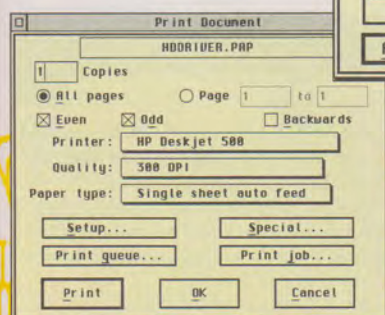 Print Document
HDDRIVER.PAP
1 Copies
All pages Page 1 to 1
Even Odd Backwards
Printer: HP Deskjet 500
Quality: 300 DPI
Paper type: Single sheet auto feed
Setup... Special...
Print queue... Print job...
Print OK Cancel